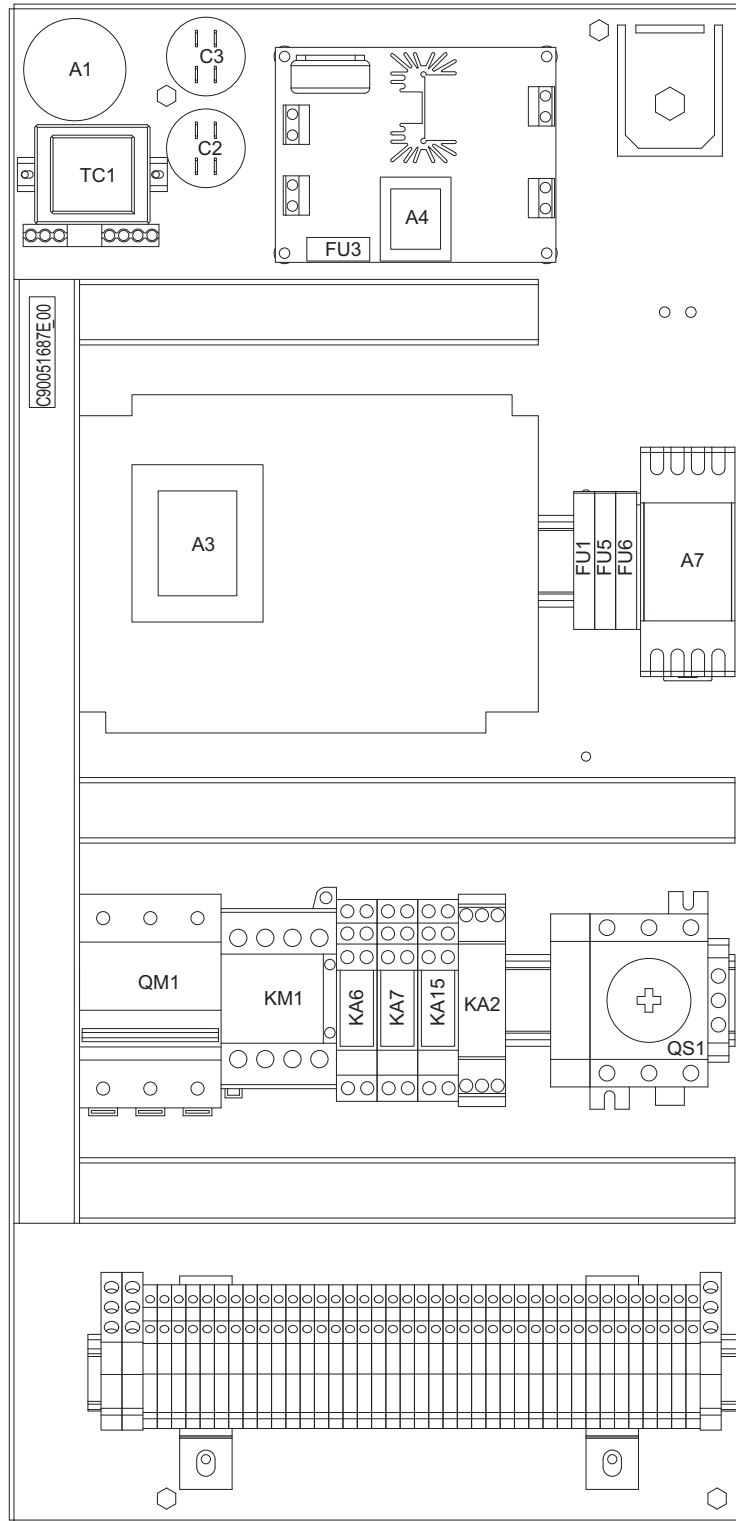 A1
C3
C2
TC1
A4
FU3
C90051687E_00
A3
FU1
FU5
FU6
A7
QM1
KM1
KA6
KA7
KA15
KA2
QS1